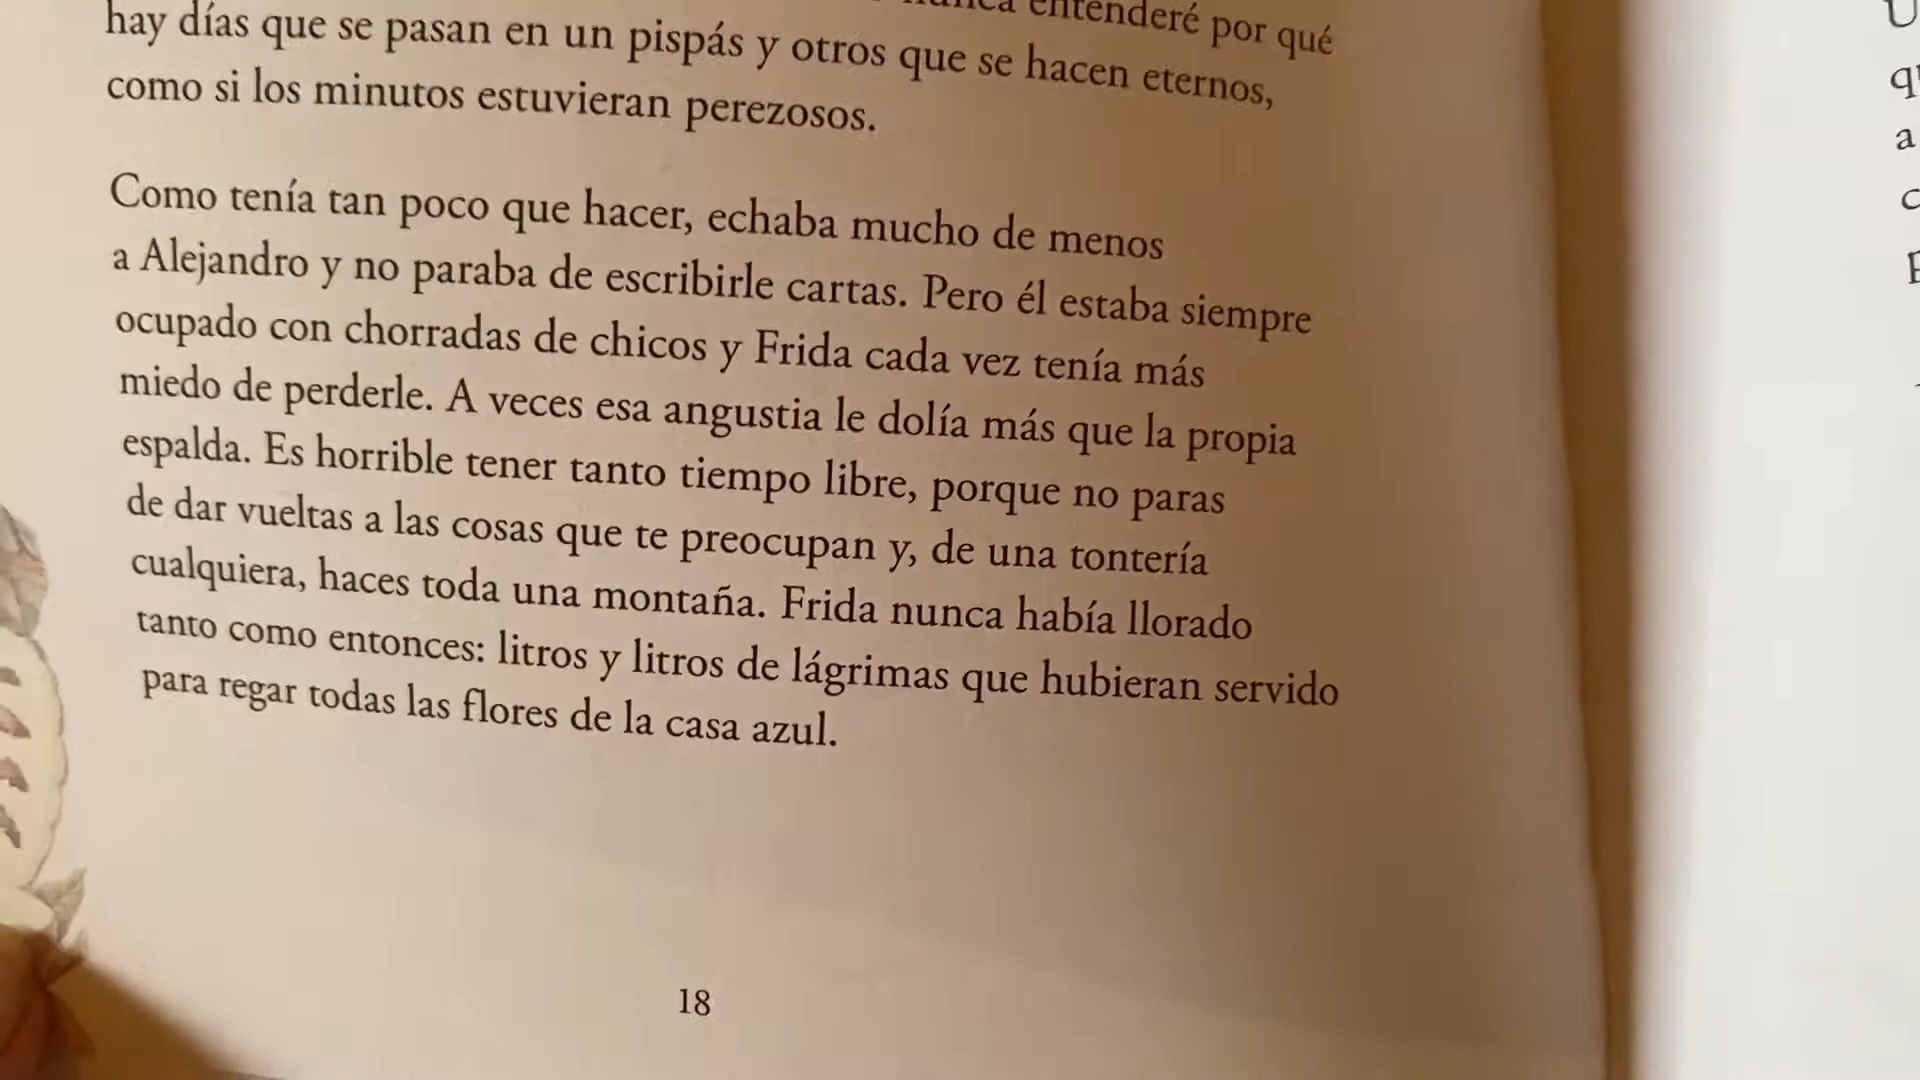 nunca entenderé por qué
hay días que se pasan en un pispás y otros que se hacen eternos,
como si los minutos estuvieran perezosos.
Como tenía tan poco que hacer, echaba mucho de menos
a Alejandro y no paraba de escribirle cartas. Pero él estaba siempre
ocupado con chorradas de chicos y Frida cada vez tenía más
miedo de perderle. A veces esa angustia le dolía más que la propia
espalda. Es horrible tener tanto tiempo libre, porque no paras
de dar vueltas a las cosas que te preocupan y, de una tontería
cualquiera, haces toda una montaña. Frida nunca había llorado
tanto como entonces: litros y litros de lágrimas que hubieran servido
para regar todas las flores de la casa azul.
18